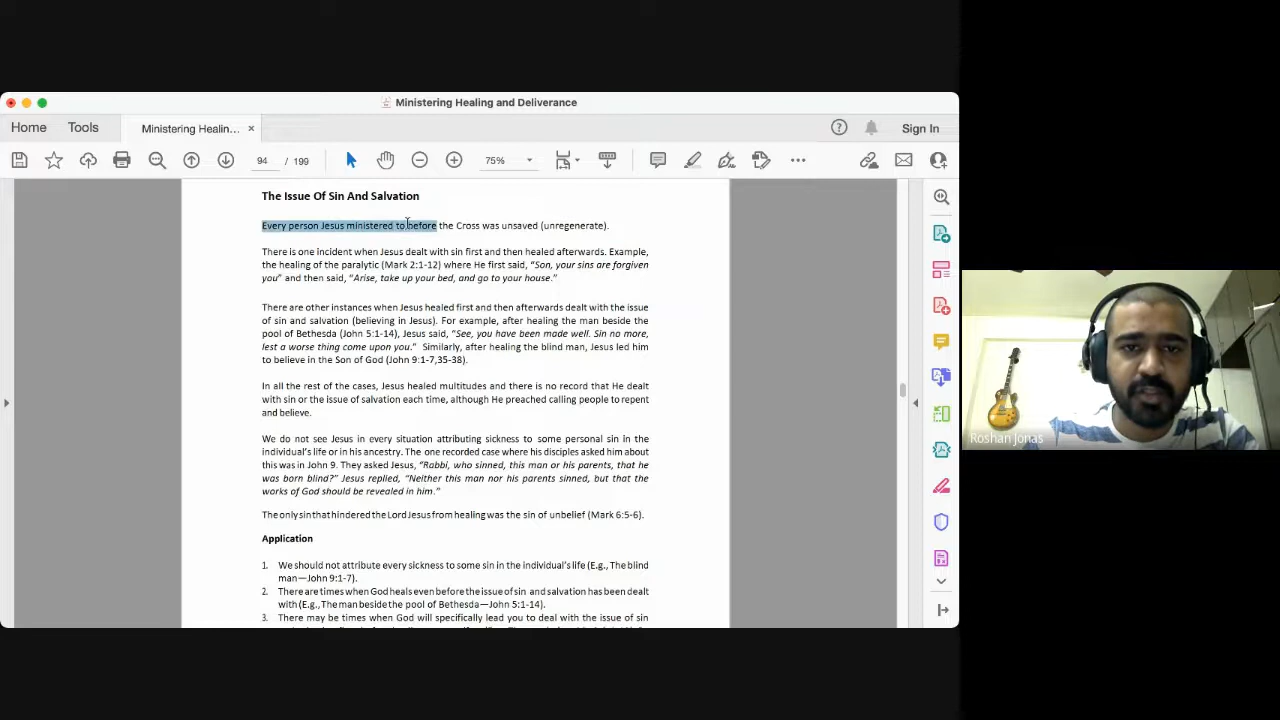 Ministering Healing and Deliverance
Home Tools Ministering Healin... × Sign In
94 / 199 75%
The Issue Of Sin And Salvation
Every person Jesus ministered to before the Cross was unsaved (unregenerate).
There is one incident when Jesus dealt with sin first and then healed afterwards. Example,
the healing of the paralytic (Mark 2:1-12) where He first said, “Son, your sins are forgiven
you” and then said, “Arise, take up your bed, and go to your house.”
There are other instances when Jesus healed first and then afterwards dealt with the issue
of sin and salvation (believing in Jesus). For example, after healing the man beside the
pool of Bethesda (John 5:1-14), Jesus said, “See, you have been made well. Sin no more,
lest a worse thing come upon you.” Similarly, after healing the blind man, Jesus led him
to believe in the Son of God (John 9:1-7,35-38).
In all the rest of the cases, Jesus healed multitudes and there is no record that He dealt
with sin or the issue of salvation each time, although He preached calling people to repent
and believe.
We do not see Jesus in every situation attributing sickness to some personal sin in the
individual’s life or in his ancestry. The one recorded case where his disciples asked him about
this was in John 9. They asked Jesus, “Rabbi, who sinned, this man or his parents, that he
was born blind?” Jesus replied, “Neither this man nor his parents sinned, but that the
works of God should be revealed in him.”
The only sin that hindered the Lord Jesus from healing was the sin of unbelief (Mark 6:5-6).
Application
1. We should not attribute every sickness to some sin in the individual’s life (E.g., The blind
man—John 9:1-7).
2. There are times when God heals even before the issue of sin and salvation has been dealt
with (E.g., The man beside the pool of Bethesda—John 5:1-14).
3. There may be times when God will specifically lead you to deal with the issue of sin
Roshan Jonas